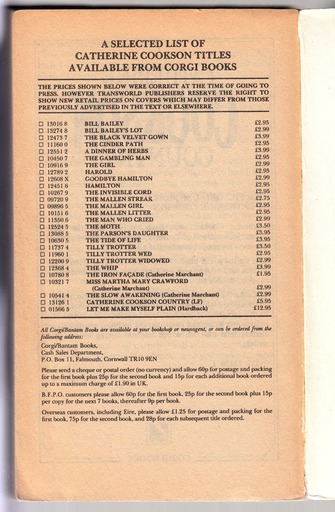 A SELECTED LIST OF
CATHERINE COOKSON TITLES
AVAILABLE FROM CORGI BOOKS
THE PRICES SHOWN BELOW WERE CORRECT AT THE TIME OF GOING TO
PRESS. HOWEVER TRANSWORLD PUBLISHERS RESERVE THE RIGHT TO
SHOW NEW RETAIL PRICES ON COVERS WHICH MAY DIFFER FROM THOSE
PREVIOUSLY ADVERTISED IN THE TEXT OR ELSEWHERE.
□ 13016 8 BILL BAILEY £2.95
□ 13274 8 BILL BAILEY'S LOT £2.99
□ 12473 7 THE BLACK VELVET GOWN £3.99
□ 11160 0 THE CINDER PATH £2.95
□ 12551 2 A DINNER OF HERBS £3.99
□ 10450 7 THE GAMBLING MAN £2.95
□ 10916 9 THE GIRL £2.99
□ 12789 2 HAROLD £2.95
□ 12608 X GOODBYE HAMILTON £2.99
□ 12451 6 HAMILTON £2.95
□ 10267 9 THE INVISIBLE CORD £2.95
□ 09720 9 THE MALLEN STREAK £2.75
□ 09896 5 THE MALLEN GIRL £2.95
□ 10151 6 THE MALLEN LITTER £2.95
□ 11350 6 THE MAN WHO CRIED £2.99
□ 12524 5 THE MOTH £3.50
□ 13088 5 THE PARSON'S DAUGHTER £3.95
□ 10630 5 THE TIDE OF LIFE £3.95
□ 11737 4 TILLY TROTTER £3.50
□ 11960 1 TILLY TROTTER WED £2.95
□ 12200 9 TILLY TROTTER WIDOWED £2.99
□ 12368 4 THE WHIP £3.99
□ 10780 8 THE IRON FAÇADE (Catherine Marchant) £1.95
□ 10321 7 MISS MARTHA MARY CRAWFORD
(Catherine Marchant) £2.99
□ 10541 4 THE SLOW AWAKENING (Catherine Marchant) £2.99
□ 13126 1 CATHERINE COOKSON COUNTRY (LF) £5.95
□ 01566 5 LET ME MAKE MYSELF PLAIN (Hardback) £12.95
All Corgi/Bantam Books are available at your bookshop or newsagent, or can be ordered from the
following address:
Corgi/Bantam Books,
Cash Sales Department,
P.O. Box 11, Falmouth, Cornwall TR10 9EN
Please send a cheque or postal order (no currency) and allow 60p for postage and packing
for the first book plus 25p for the second book and 15p for each additional book ordered
up to a maximum charge of £1.90 in UK.
B.F.P.O. customers please allow 60p for the first book, 25p for the second book plus 15p
per copy for the next 7 books, thereafter 9p per book.
Overseas customers, including Eire, please allow £1.25 for postage and packing for the
first book, 75p for the second book, and 28p for each subsequent title ordered.